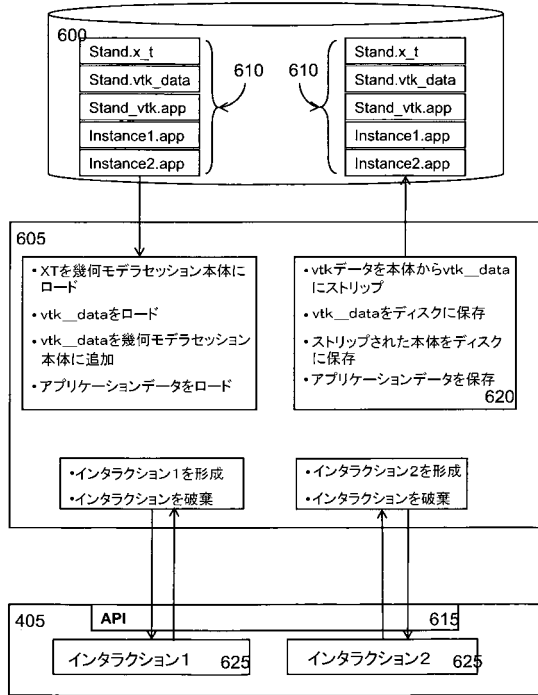 600
Stand.x_t
Stand.vtk_data
Stand_vtk.app
Instance1.app
Instance2.app
610
610
Stand.x_t
Stand.vtk_data
Stand_vtk.app
Instance1.app
Instance2.app
605
・XTを幾何モデラセッション本体に
ロード
・vtk__dataをロード
・vtk__dataを幾何モデラセッション
本体に追加
・アプリケーションデータをロード
・vtkデータを本体からvtk__data
にストリップ
・vtk__dataをディスクに保存
・ストリップされた本体をディスク
に保存
・アプリケーションデータを保存
620
・インタラクション1を形成
・インタラクションを破棄
・インタラクション2を形成
・インタラクションを破棄
405
API
615
インタラクション1
625
インタラクション2
625